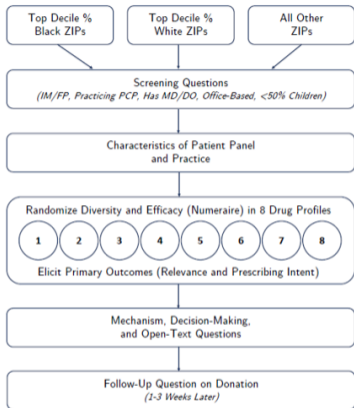 Top Decile % Black ZIPs
Top Decile % White ZIPs
All Other ZIPs
Screening Questions
(IM/FP, Practicing PCP, Has MD/DO, Office-Based, <50% Children)
Characteristics of Patient Panel
and Practice
Randomize Diversity and Efficacy (Numeraire) in 8 Drug Profiles
1 2 3 4 5 6 7 8
Elicit Primary Outcomes (Relevance and Prescribing Intent)
Mechanism, Decision-Making,
and Open-Text Questions
Follow-Up Question on Donation
(1-3 Weeks Later)